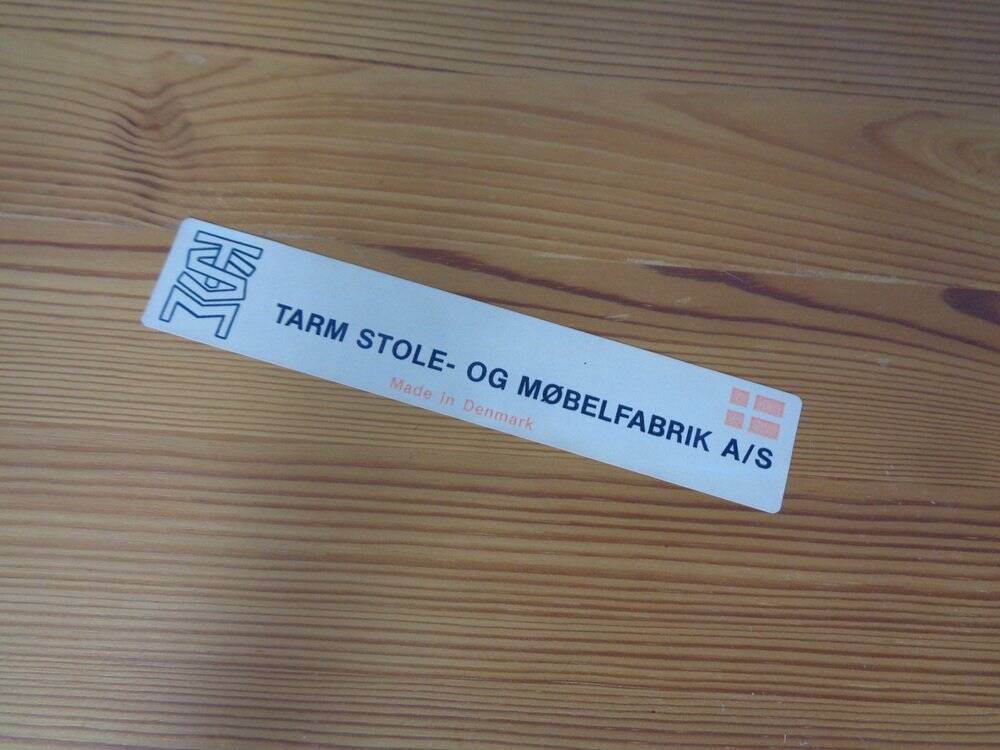 TARM STOLE- OG MØBELFABRIK A/S
Made in Denmark